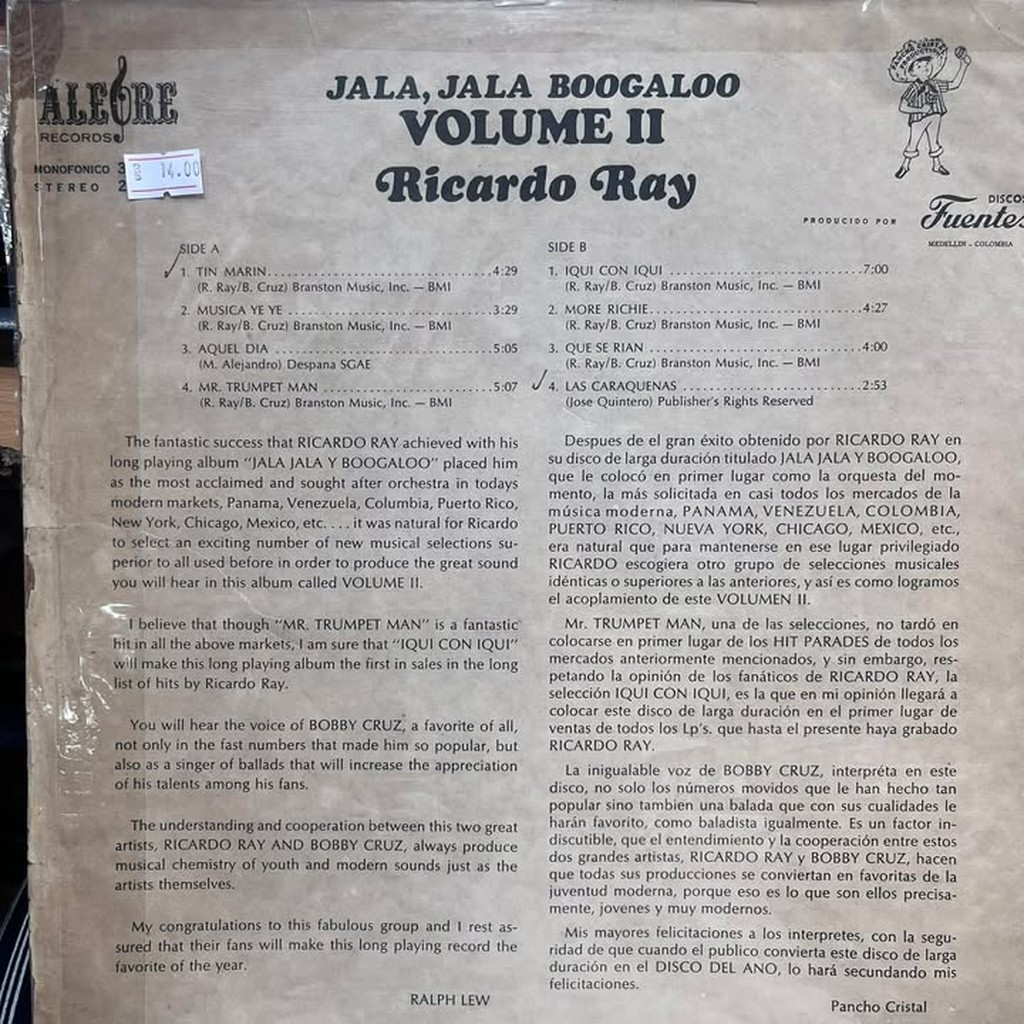 ALEGRE
RECORDS
MONOFONICO 3
STEREO 2
14.00
JALA, JALA BOOGALOO
VOLUME II
Ricardo Ray
PANCHO CRISTAL
PRODUCTIONS
PRODUCIDO POR
DISCOS
Fuentes
MEDELLIN - COLOMBIA
SIDE A
1. TIN MARIN..............................4:29
(R. Ray/B. Cruz) Branston Music, Inc. — BMI
2. MUSICA YE YE ..........................3:29
(R. Ray/B. Cruz) Branston Music, Inc. — BMI
3. AQUEL DIA ............................5:05
(M. Alejandro) Despana SGAE
4. MR. TRUMPET MAN ......................5:07
(R. Ray/B. Cruz) Branston Music, Inc. — BMI
SIDE B
1. IQUI CON IQUI .........................7:00
(R. Ray/B. Cruz) Branston Music, Inc. — BMI
2. MORE RICHIE...........................4:27
(R. Ray/B. Cruz) Branston Music, Inc. — BMI
3. QUE SE RIAN ...........................4:00
(R. Ray/B. Cruz) Branston Music, Inc. — BMI
4. LAS CARAQUENAS .......................2:53
(Jose Quintero) Publisher's Rights Reserved
The fantastic success that RICARDO RAY achieved with his
long playing album "JALA JALA Y BOOGALOO" placed him
as the most acclaimed and sought after orchestra in todays
modern markets, Panama, Venezuela, Columbia, Puerto Rico,
New York, Chicago, Mexico, etc. . . . it was natural for Ricardo
to select an exciting number of new musical selections su-
perior to all used before in order to produce the great sound
you will hear in this album called VOLUME II.
I believe that though "MR. TRUMPET MAN" is a fantastic
hit in all the above markets, I am sure that "IQUI CON IQUI"
will make this long playing album the first in sales in the long
list of hits by Ricardo Ray.
You will hear the voice of BOBBY CRUZ, a favorite of all,
not only in the fast numbers that made him so popular, but
also as a singer of ballads that will increase the appreciation
of his talents among his fans.
The understanding and cooperation between this two great
artists, RICARDO RAY AND BOBBY CRUZ, always produce
musical chemistry of youth and modern sounds just as the
artists themselves.
My congratulations to this fabulous group and I rest as-
sured that their fans will make this long playing record the
favorite of the year.
RALPH LEW
Despues de el gran éxito obtenido por RICARDO RAY en
su disco de larga duración titulado JALA JALA Y BOOGALOO,
que le colocó en primer lugar como la orquesta del mo-
mento, la más solicitada en casi todos los mercados de la
música moderna, PANAMA, VENEZUELA, COLOMBIA,
PUERTO RICO, NUEVA YORK, CHICAGO, MEXICO, etc.,
era natural que para mantenerse en ese lugar privilegiado
RICARDO escogiera otro grupo de selecciones musicales
idénticas o superiores a las anteriores, y así es como logramos
el acoplamiento de este VOLUMEN II.
Mr. TRUMPET MAN, una de las selecciones, no tardó en
colocarse en primer lugar de los HIT PARADES de todos los
mercados anteriormente mencionados, y sin embargo, res-
petando la opinión de los fanáticos de RICARDO RAY, la
selección IQUI CON IQUI, es la que en mi opinión llegará a
colocar este disco de larga duración en el primer lugar de
ventas de todos los Lp's. que hasta el presente haya grabado
RICARDO RAY.
La inigualable voz de BOBBY CRUZ, interpréta en este
disco, no solo los números movidos que le han hecho tan
popular sino tambien una balada que con sus cualidades le
harán favorito, como baladista igualmente. Es un factor in-
discutible, que el entendimiento y la cooperación entre estos
dos grandes artistas, RICARDO RAY y BOBBY CRUZ, hacen
que todas sus producciones se conviertan en favoritas de la
juventud moderna, porque eso es lo que son ellos precisa-
mente, jovenes y muy modernos.
Mis mayores felicitaciones a los interpretes, con la segu-
ridad de que cuando el publico convierta este disco de larga
duración en el DISCO DEL ANO, lo hará secundando mis
felicitaciones.
Pancho Cristal